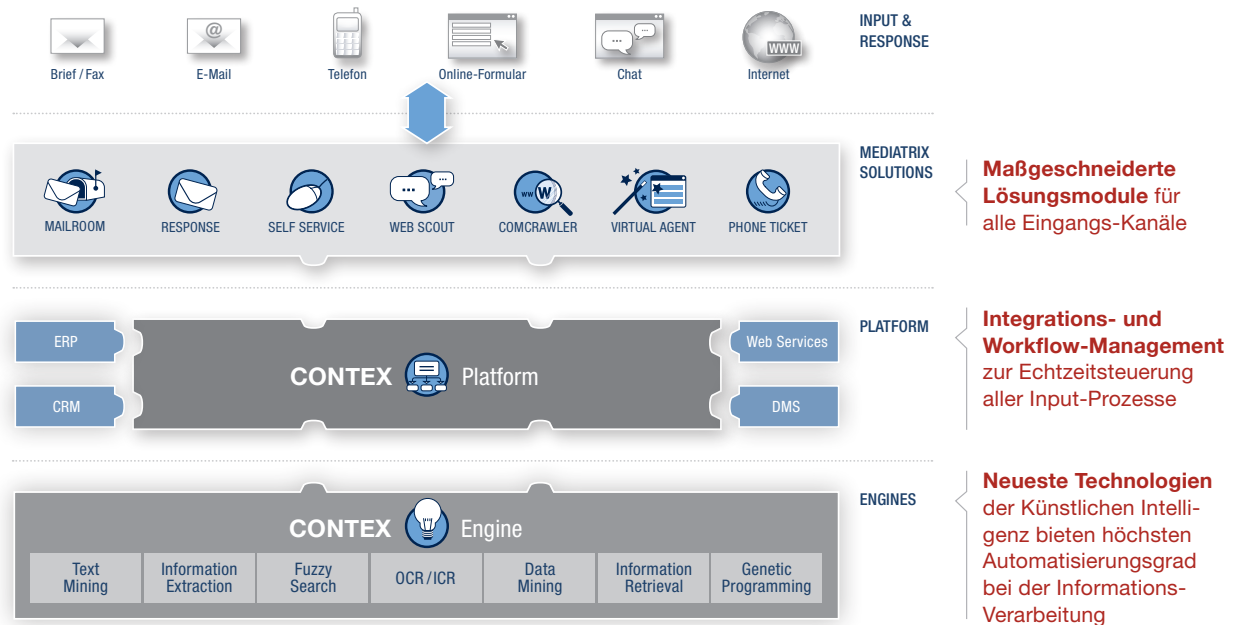 INPUT &
RESPONSE
Brief / Fax
E-Mail
Telefon
Online-Formular
Chat
WWW
Internet
@
MEDIATRIX
SOLUTIONS
WW W
MAILROOM
RESPONSE
SELF SERVICE
WEB SCOUT
COMCRAWLER
VIRTUAL AGENT
PHONE TICKET
Maßgeschneiderte
Lösungsmodule für
alle Eingangs-Kanäle
PLATFORM
ERP
CRM
CONTEX Platform
Web Services
DMS
Integrations- und
Workflow-Management
zur Echtzeitsteuerung
aller Input-Prozesse
ENGINES
CONTEX Engine
Text
Mining
Information
Extraction
Fuzzy
Search
OCR / ICR
Data
Mining
Information
Retrieval
Genetic
Programming
Neueste Technologien
der Künstlichen Intelli-
genz bieten höchsten
Automatisierungsgrad
bei der Informations-
Verarbeitung